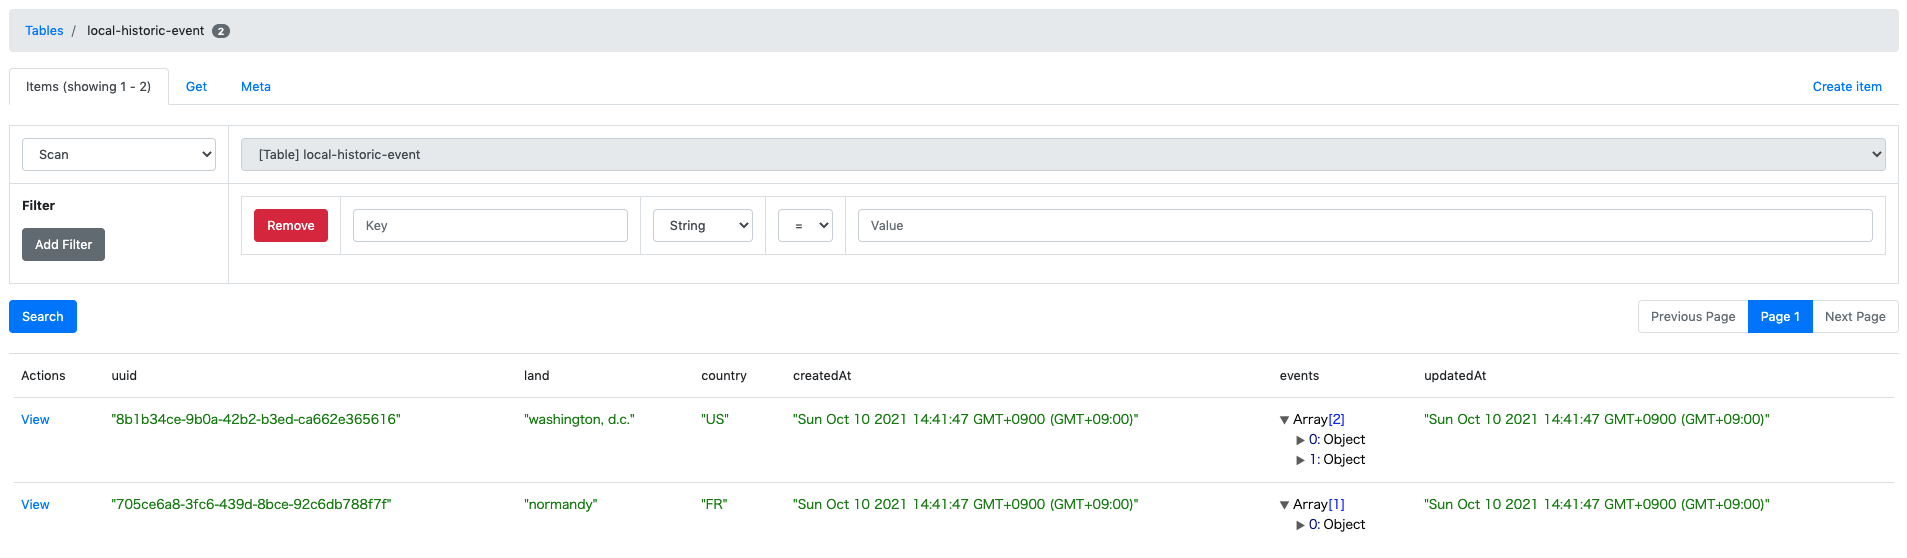 Tables / local-historic-event 2
Items (showing 1 - 2) Get Meta Create item
Scan [Table] local-historic-event
Filter
Remove Key String = Value
Add Filter
Search Previous Page Page 1 Next Page
Actions uuid land country createdAt events updatedAt
View "8b1b34ce-9b0a-42b2-b3ed-ca662e365616" "washington, d.c." "US" "Sun Oct 10 2021 14:41:47 GMT+0900 (GMT+09:00)" ▼ Array[2] "Sun Oct 10 2021 14:41:47 GMT+0900 (GMT+09:00)"
▶ 0: Object
▶ 1: Object
View "705ce6a8-3fc6-439d-8bce-92c6db788f7f" "normandy" "FR" "Sun Oct 10 2021 14:41:47 GMT+0900 (GMT+09:00)" ▼ Array[1] "Sun Oct 10 2021 14:41:47 GMT+0900 (GMT+09:00)"
▶ 0: Object